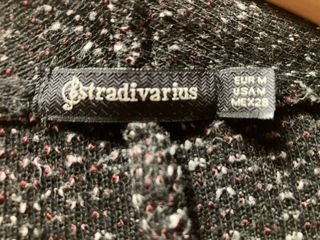 Stradivarius
EUR M
USA M
MEX 28